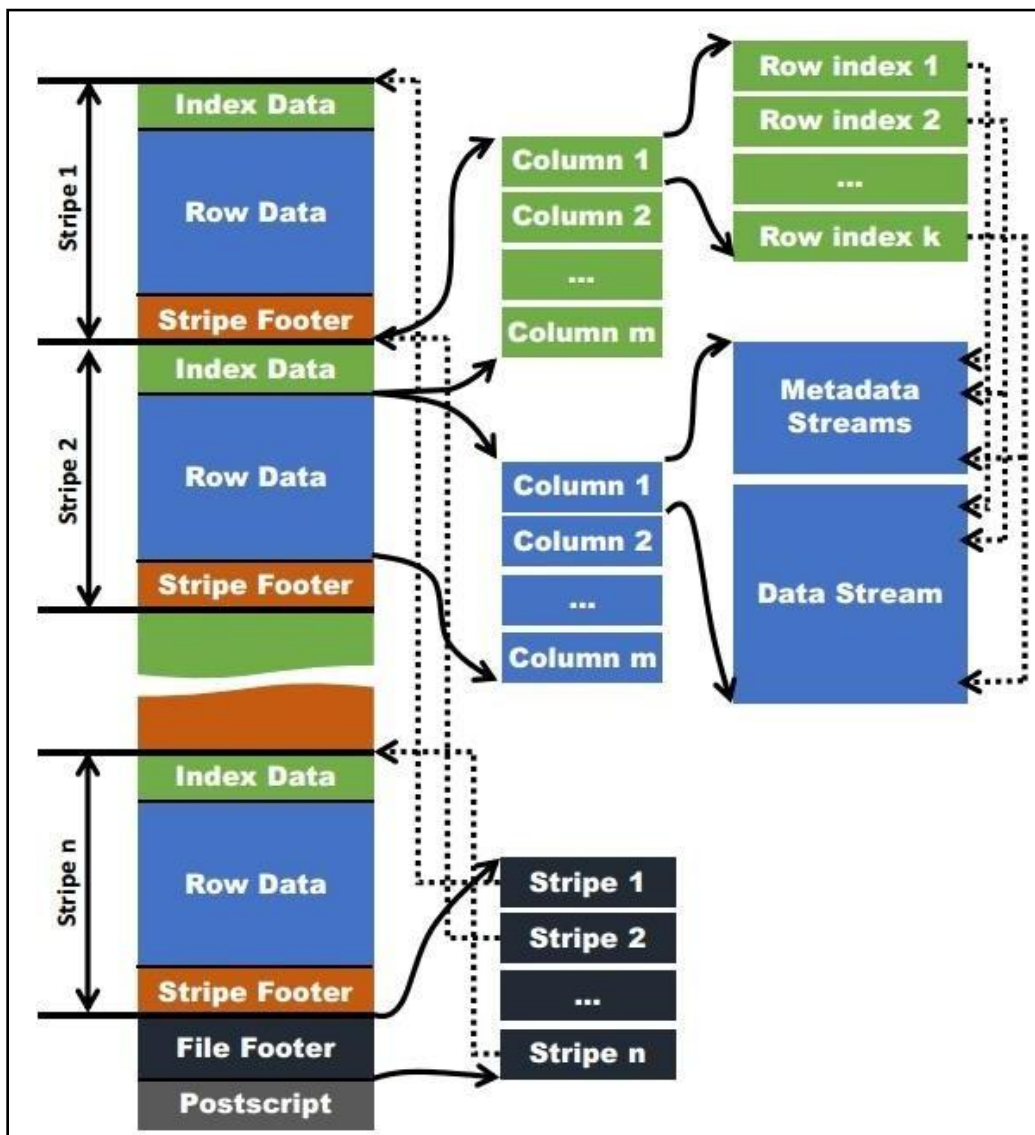 Stripe 1
Index Data
Row Data
Stripe Footer
Stripe 2
Index Data
Row Data
Stripe Footer
Stripe n
Index Data
Row Data
Stripe Footer
File Footer
Postscript
Column 1
Column 2
...
Column m
Row index 1
Row index 2
...
Row index k
Column 1
Column 2
...
Column m
Metadata
Streams
Data Stream
Stripe 1
Stripe 2
...
Stripe n